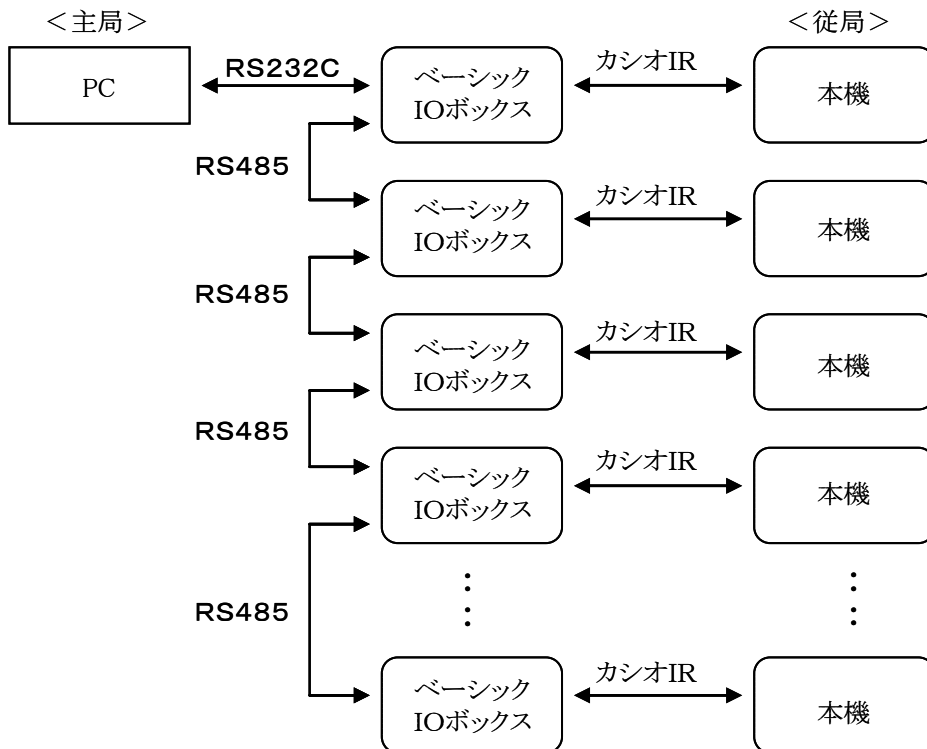 <主局>
<従局>
PC
RS232C
ベーシック
IOボックス
カシオIR
本機
RS485
ベーシック
IOボックス
カシオIR
本機
RS485
ベーシック
IOボックス
カシオIR
本機
RS485
ベーシック
IOボックス
カシオIR
本機
RS485
ベーシック
IOボックス
カシオIR
本機